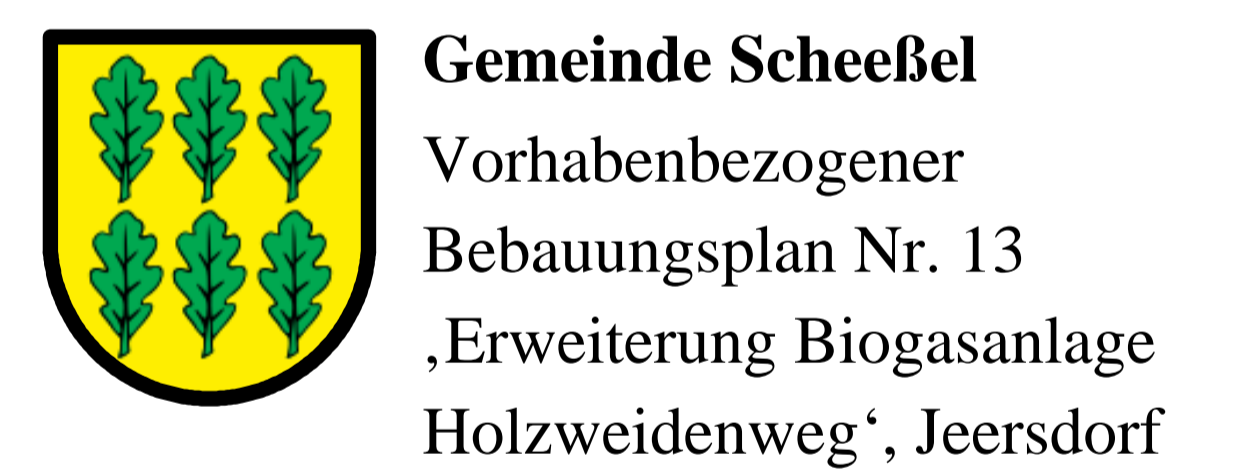 Gemeinde Scheeßel
Vorhabenbezogener
Bebauungsplan Nr. 13
‚Erweiterung Biogasanlage
Holzweidenweg‘, Jeersdorf